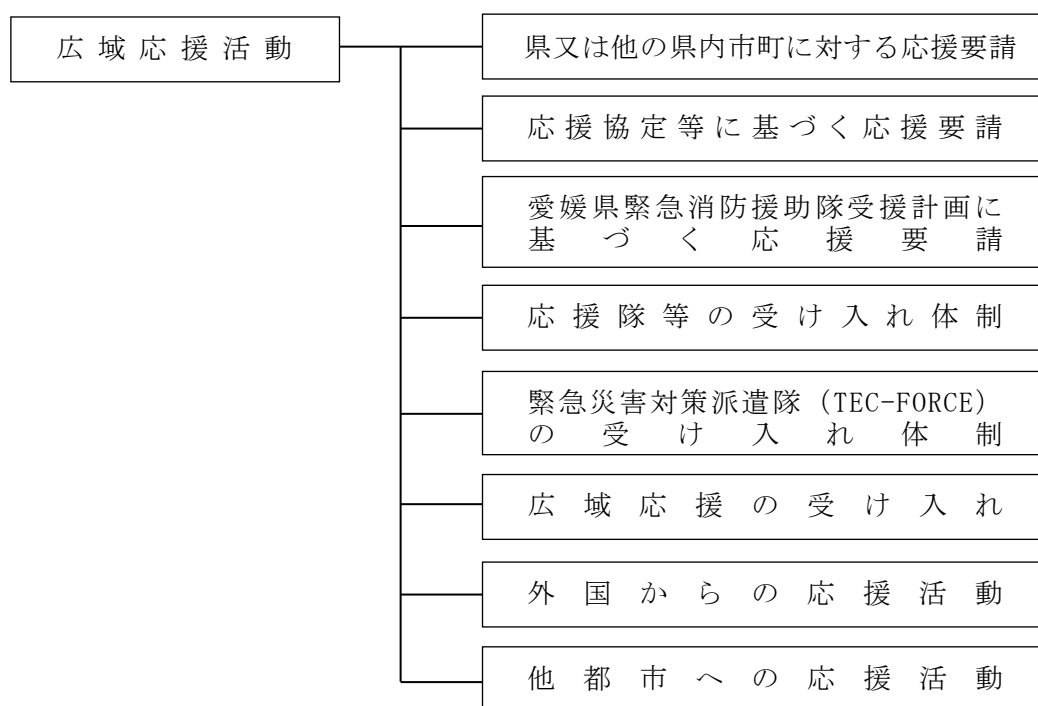 広域応援活動
県又は他の県内市町に対する応援要請
応援協定等に基づく応援要請
愛媛県緊急消防援助隊受援計画に
基づく応援要請
応援隊等の受け入れ体制
緊急災害対策派遣隊（TEC-FORCE）
の受け入れ体制
広域応援の受け入れ
外国からの応援活動
他都市への応援活動